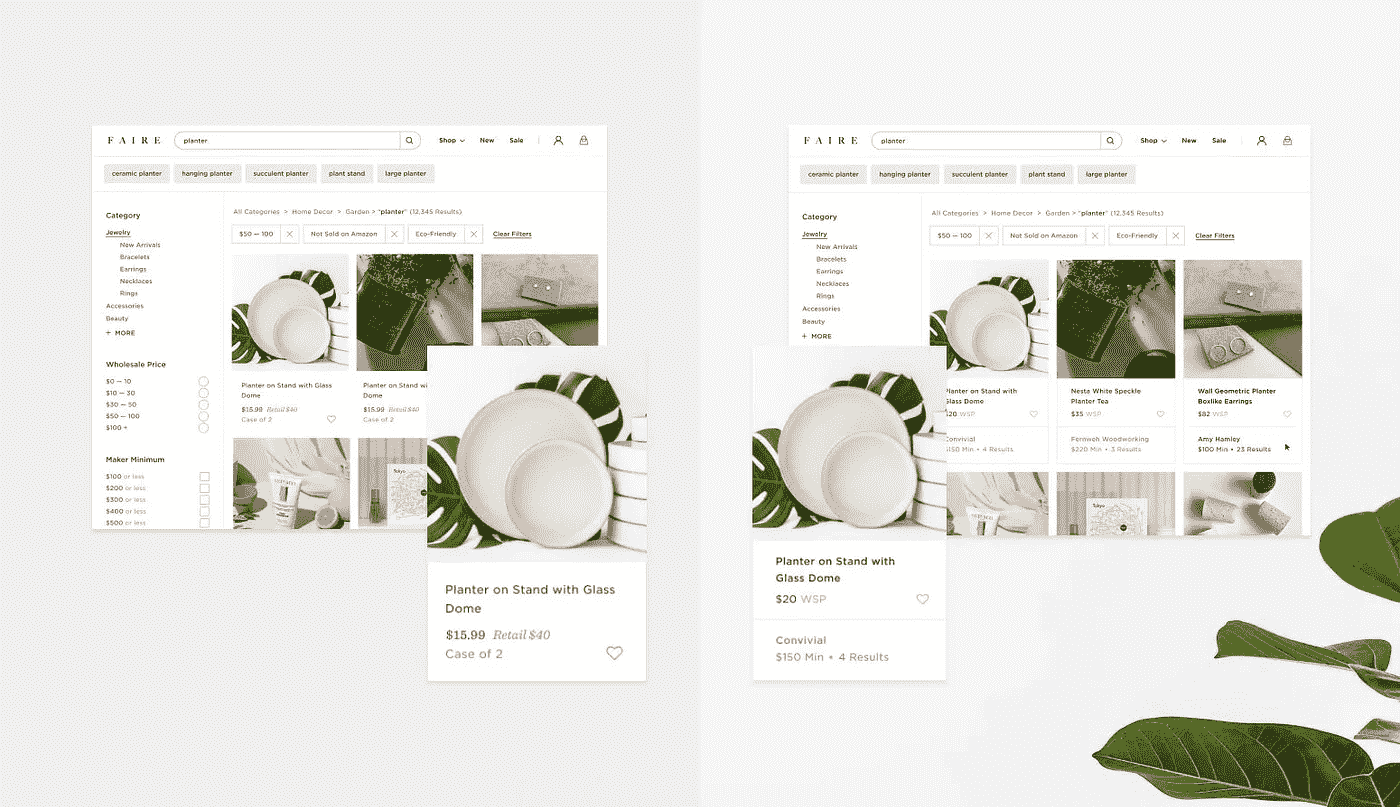 FAIRE
planter
Shop New Sale
ceramic planter hanging planter succulent planter plant stand large planter
Category
Jewelry
New Arrivals
Bracelets
Earrings
Necklaces
Rings
Accessories
Beauty
+ MORE
Wholesale Price
$0 — 10
$10 — 30
$30 — 50
$50 — 100
$100 +
Maker Minimum
$100 or less
$200 or less
$300 or less
$400 or less
$500 or less
All Categories > Home Decor > Garden > "planter" (12,345 Results)
$50 — 100 Not Sold on Amazon Eco-Friendly Clear Filters
Planter on Stand with Glass
Dome
$15.99 Retail $40
Case of 2
Planter on Stand wi
Dome
$15.99 Retail $40
Case of 2
Tokyo
Planter on Stand with Glass
Dome
$15.99 Retail $40
Case of 2
FAIRE
planter
Shop New Sale
ceramic planter hanging planter succulent planter plant stand large planter
Category
Jewelry
New Arrivals
Bracelets
Earrings
Necklaces
Rings
Accessories
Beauty
+ MORE
All Categories > Home Decor > Garden > "planter" (12,345 Results)
$50 — 100 Not Sold on Amazon Eco-Friendly Clear Filters
Planter on Stand with
Glass Dome
$20 WSP
Convivial
$150 Min • 4 Results
Nesta White Speckle
Planter Tea
$35 WSP
Fernweh Woodworking
$220 Min • 3 Results
Wall Geometric Planter
Boxlike Earrings
$82 WSP
Amy Hamley
$100 Min • 23 Results
Tokyo
Planter on Stand with
Glass Dome
$20 WSP
Convivial
$150 Min • 4 Results